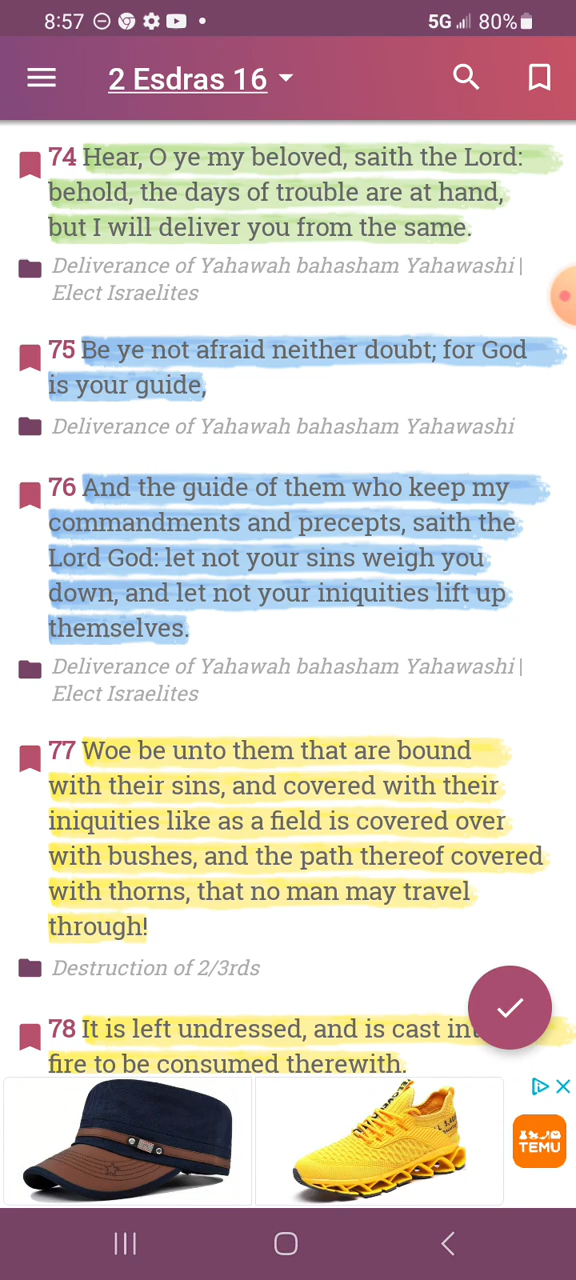 8:57
5G 80%
2 Esdras 16
74 Hear, O ye my beloved, saith the Lord:
behold, the days of trouble are at hand,
but I will deliver you from the same.
Deliverance of Yahawah bahasham Yahawashi |
Elect Israelites
75 Be ye not afraid neither doubt; for God
is your guide,
Deliverance of Yahawah bahasham Yahawashi
76 And the guide of them who keep my
commandments and precepts, saith the
Lord God: let not your sins weigh you
down, and let not your iniquities lift up
themselves.
Deliverance of Yahawah bahasham Yahawashi |
Elect Israelites
77 Woe be unto them that are bound
with their sins, and covered with their
iniquities like as a field is covered over
with bushes, and the path thereof covered
with thorns, that no man may travel
through!
Destruction of 2/3rds
78 It is left undressed, and is cast
fire to be consumed therewith.
TEMU